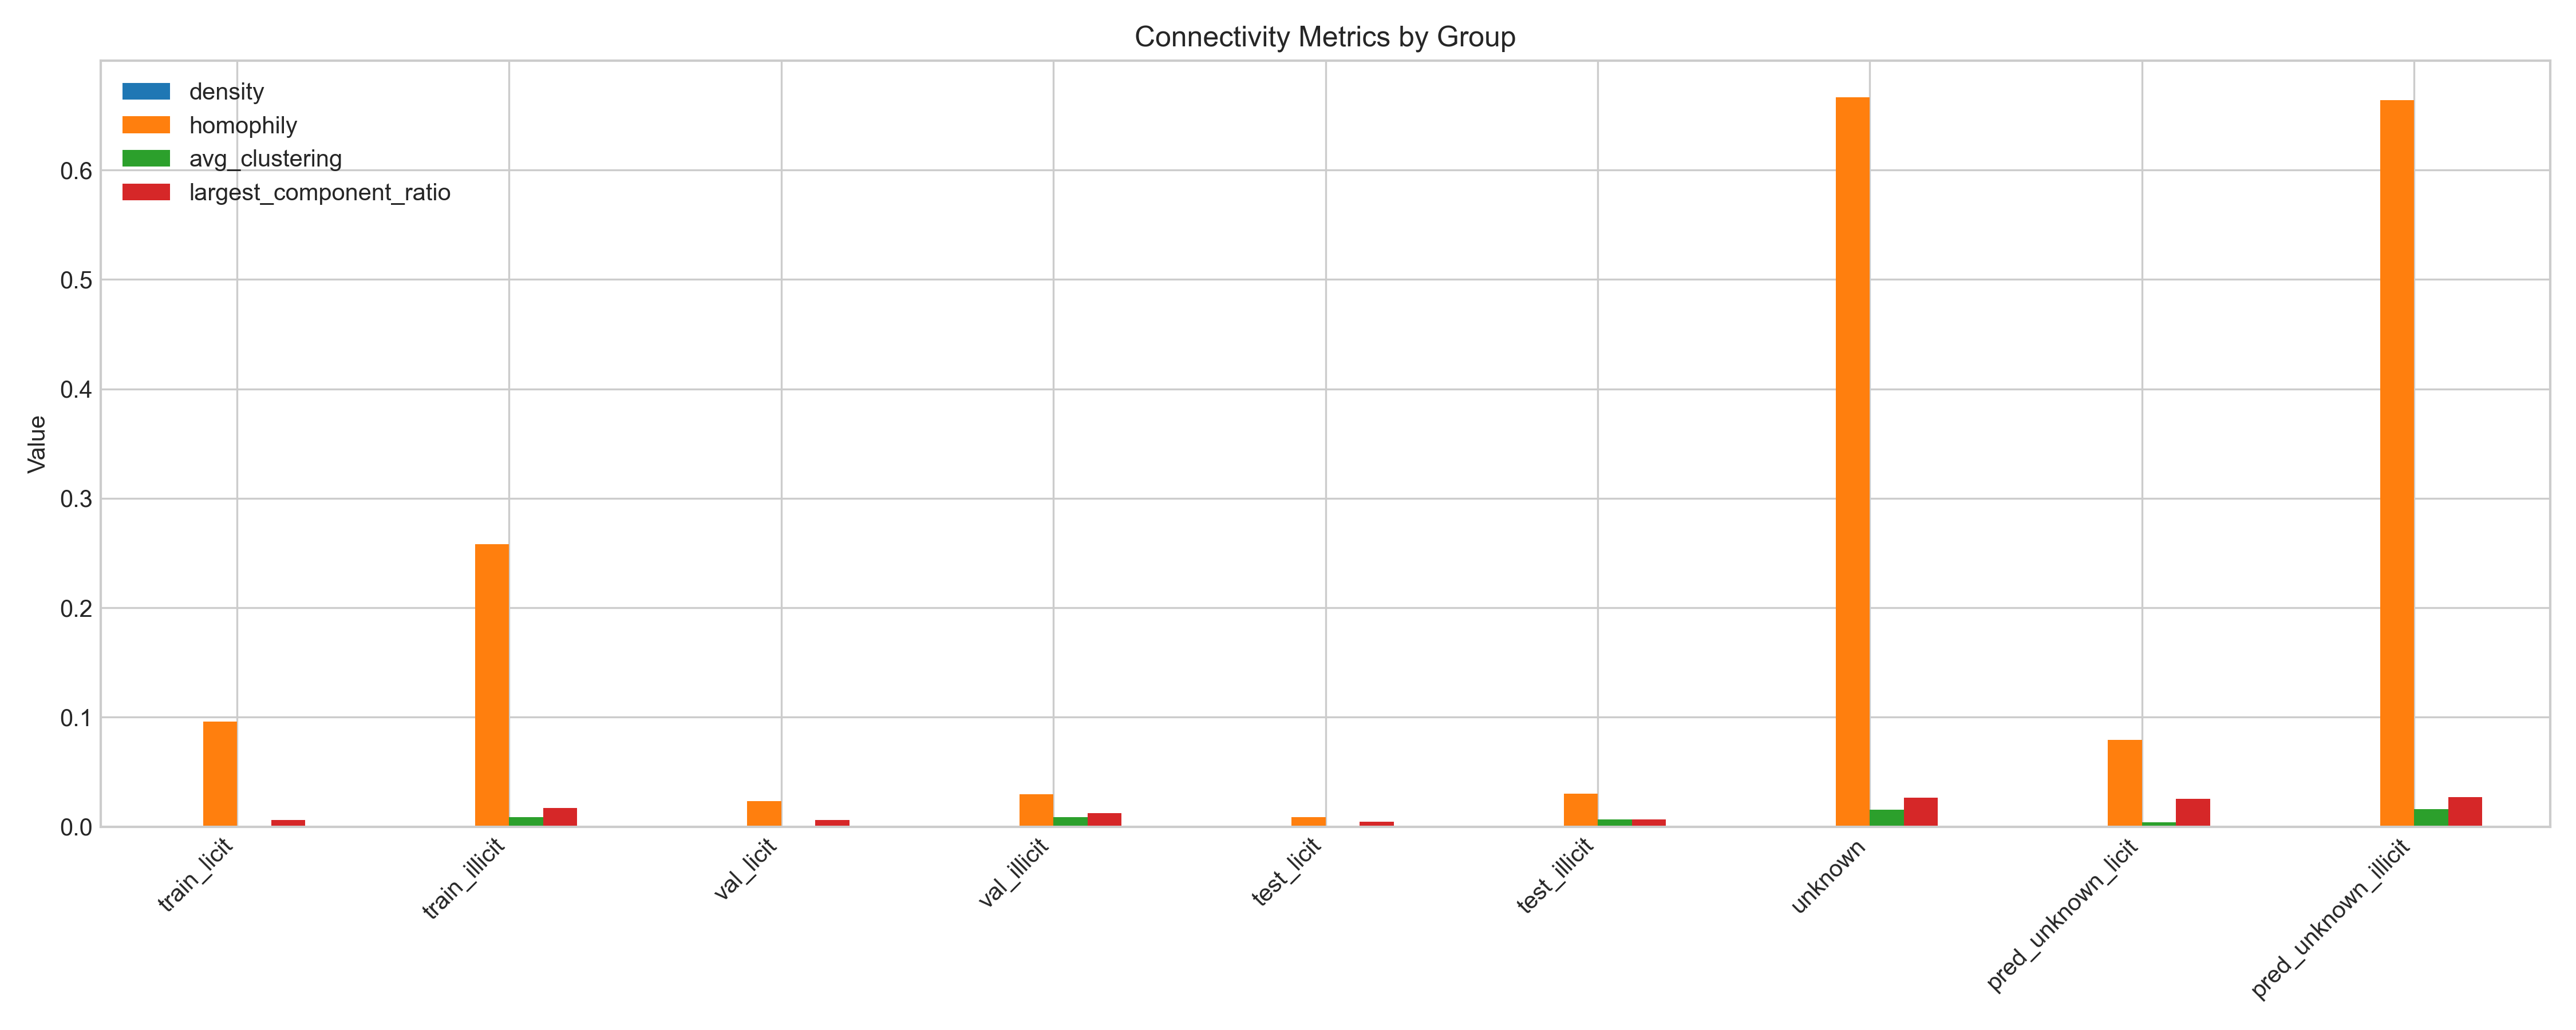 Connectivity Metrics by Group
density
homophily
avg_clustering
largest_component_ratio
Value
0.6
0.5
0.4
0.3
0.2
0.1
0.0
train_licit
train_illicit
val_licit
val_illicit
test_licit
test_illicit
unknown
pred_unknown_licit
pred_unknown_illicit